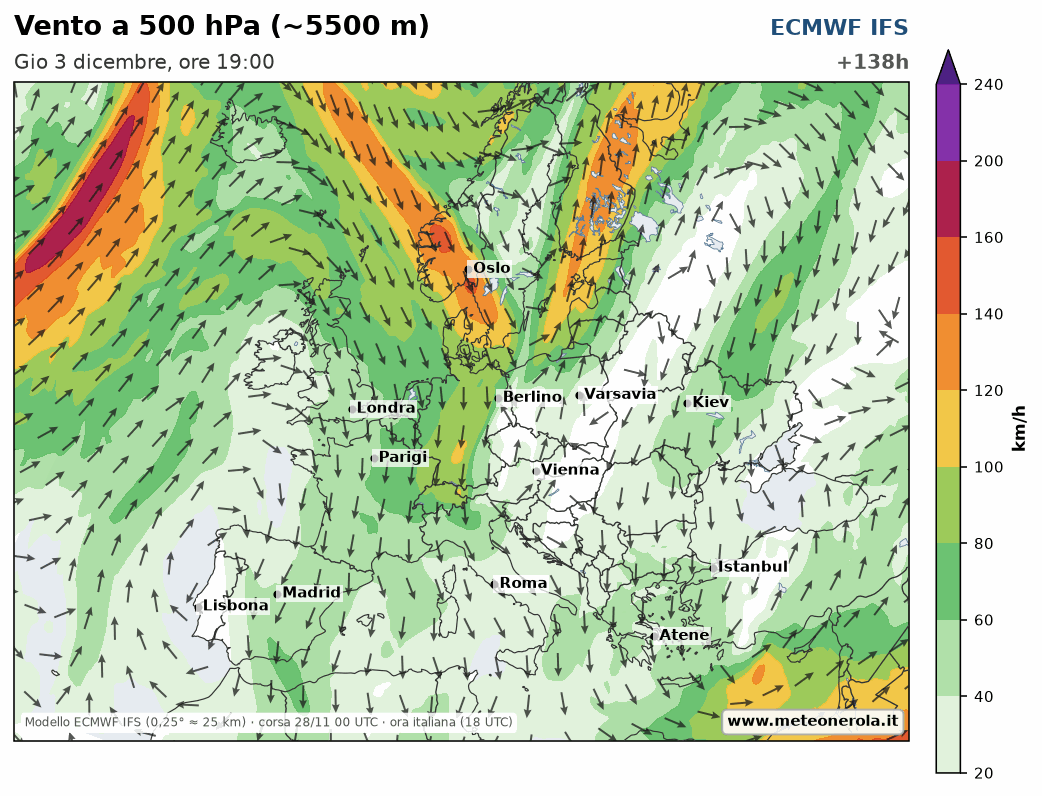 Vento a 500 hPa (~5500 m)
ECMWF IFS
Gio 3 dicembre, ore 19:00
+138h
240
200
160
140
120
100
80
60
40
20
km/h
Oslo
Berlino
Varsavia
Kiev
Londra
Parigi
Vienna
Istanbul
Roma
Madrid
Lisbona
Atene
Modello ECMWF IFS (0,25° ≈ 25 km) · corsa 28/11 00 UTC · ora italiana (18 UTC)
www.meteonerola.it